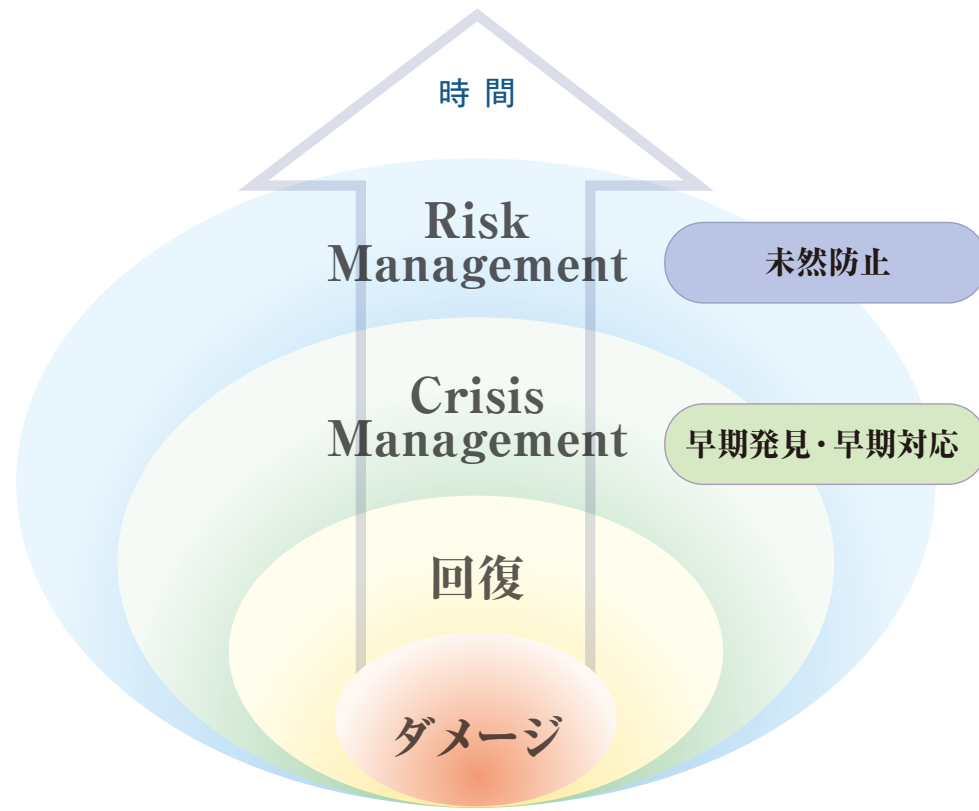 時間
Risk
Management
未然防止
Crisis
Management
早期発見・早期対応
回復
ダメージ